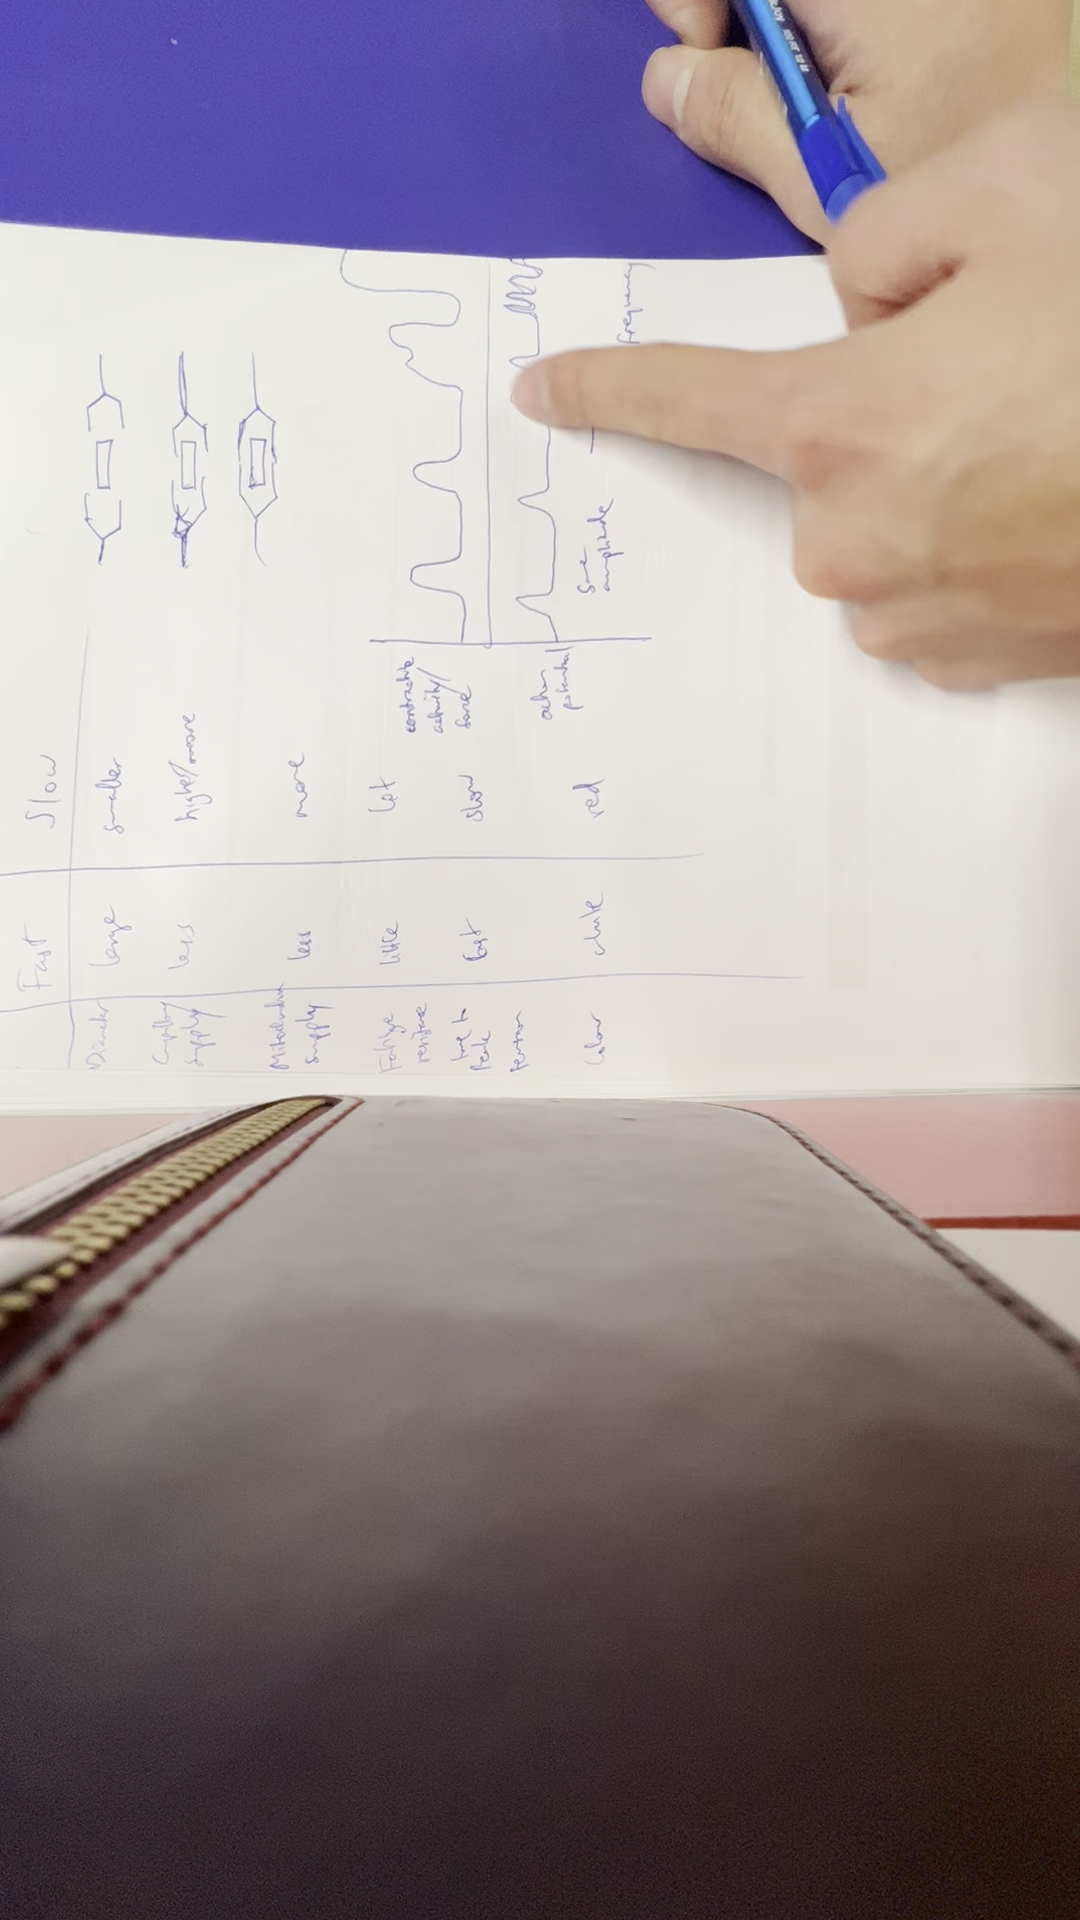 Fast Slow
Diameter large smaller
Capillary supply less higher/more
Mitochondria supply less more
Fatigue little Lot
time to Peak tension fast slow
Colour white red
contractile
activity/
force
action
potential
Same
amplitude
frequency